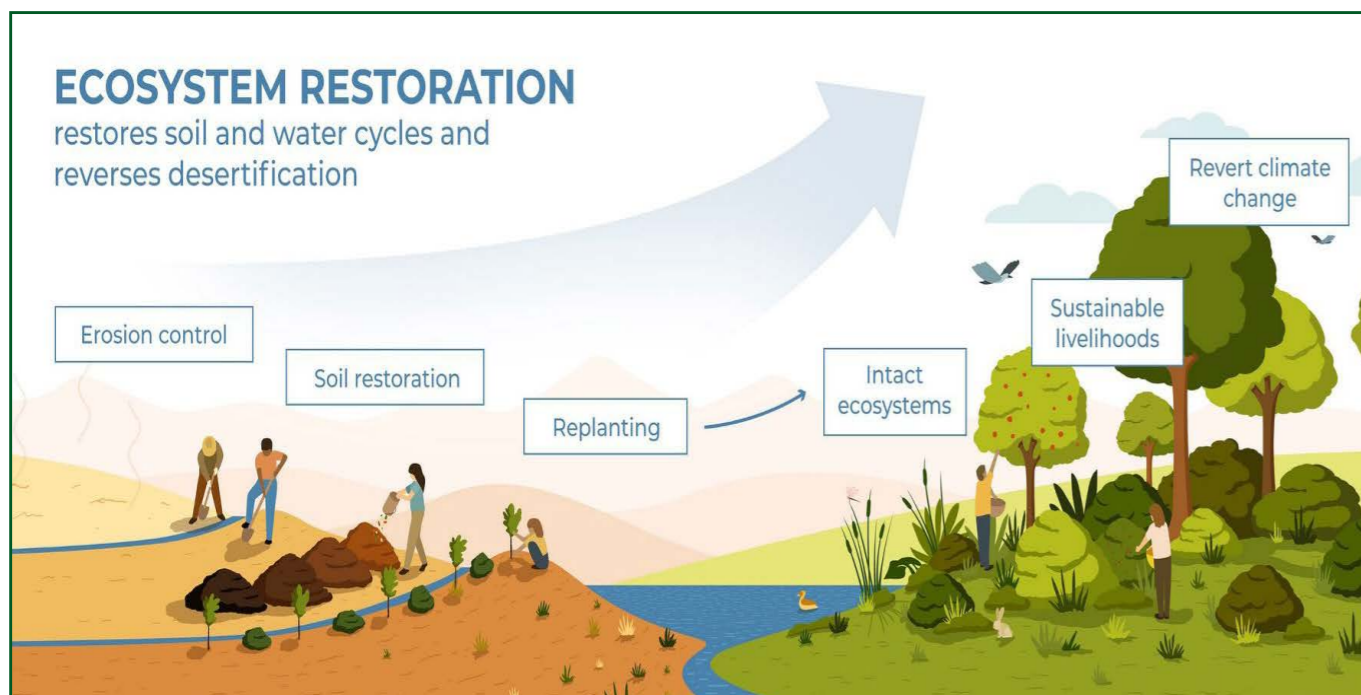 ECOSYSTEM RESTORATION
restores soil and water cycles and
reverses desertification
Erosion control
Soil restoration
Replanting
Intact
ecosystems
Sustainable
livelihoods
Revert climate
change